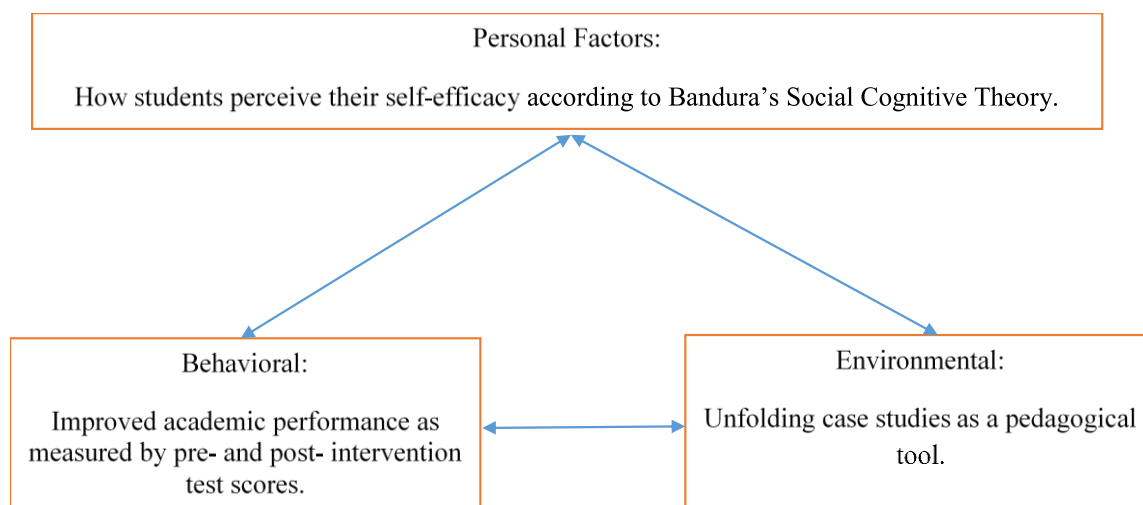 Personal Factors:
How students perceive their self-efficacy according to Bandura’s Social Cognitive Theory.
Behavioral:
Improved academic performance as
measured by pre- and post- intervention
test scores.
Environmental:
Unfolding case studies as a pedagogical
tool.